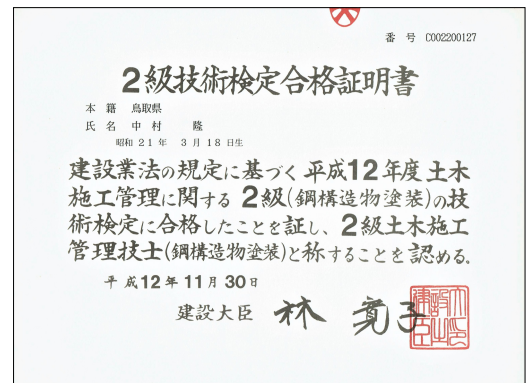 番 号 C002200127
2級技術検定合格証明書
本 籍 鳥取県
氏 名 中 村 隆
昭和 21 年 3 月 18 日生
建設業法の規定に基づく平成12年度土木
施工管理に関する 2級(鋼構造物塗装)の技
術検定に合格したことを証し、2級土木施工
管理技士(鋼構造物塗装)と称することを認める。
平 成 12 年 11 月 30 日
建設大臣 林 寛子
建設大臣之印